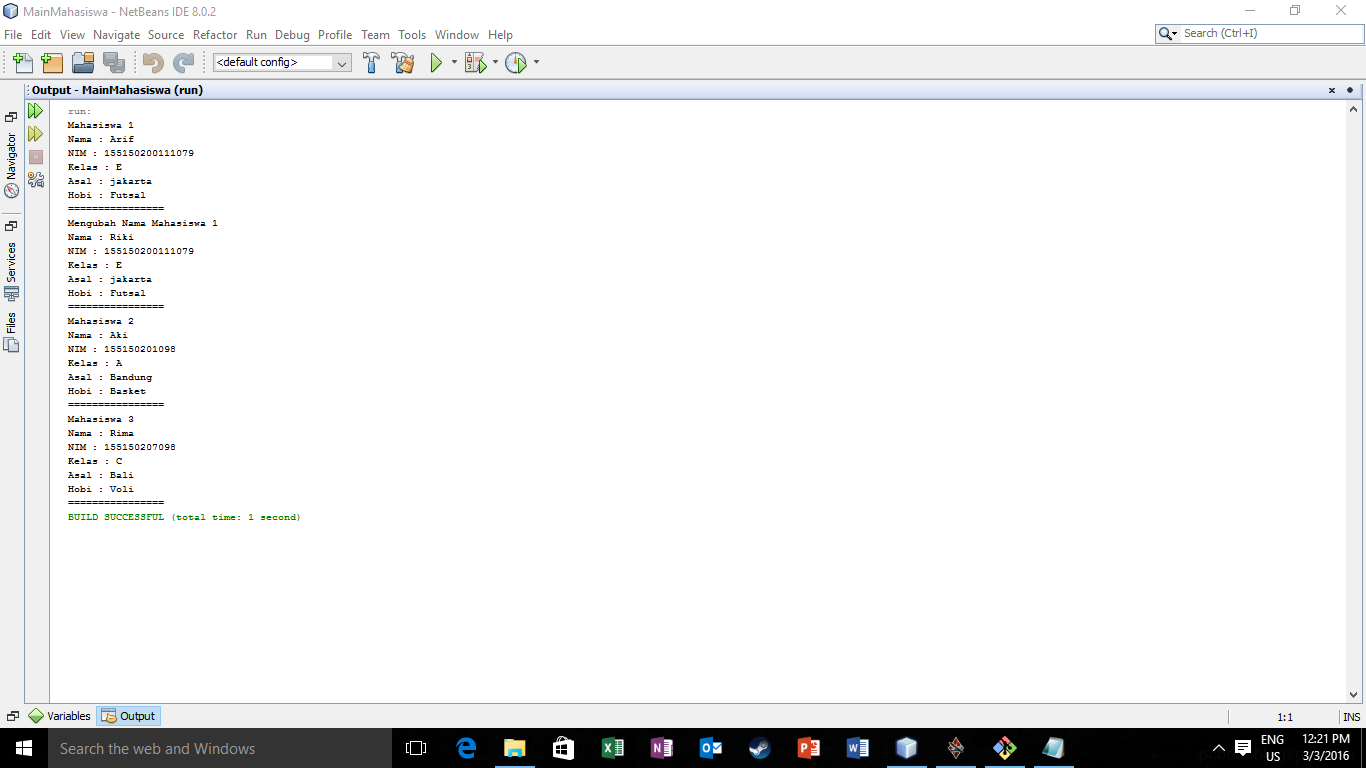 MainMahasiswa - NetBeans IDE 8.0.2
File Edit View Navigate Source Refactor Run Debug Profile Team Tools Window Help
Search (Ctrl+I)
<default config>
Output - MainMahasiswa (run)
Navigator
Services
Files
run:
Mahasiswa 1
Nama : Arif
NIM : 155150200111079
Kelas : E
Asal : jakarta
Hobi : Futsal
================
Mengubah Nama Mahasiswa 1
Nama : Riki
NIM : 155150200111079
Kelas : E
Asal : jakarta
Hobi : Futsal
================
Mahasiswa 2
Nama : Aki
NIM : 155150201098
Kelas : A
Asal : Bandung
Hobi : Basket
================
Mahasiswa 3
Nama : Rima
NIM : 155150207098
Kelas : C
Asal : Bali
Hobi : Voli
================
BUILD SUCCESSFUL (total time: 1 second)
Variables Output
1:1 INS
Search the web and Windows
ENG
US
12:21 PM
3/3/2016